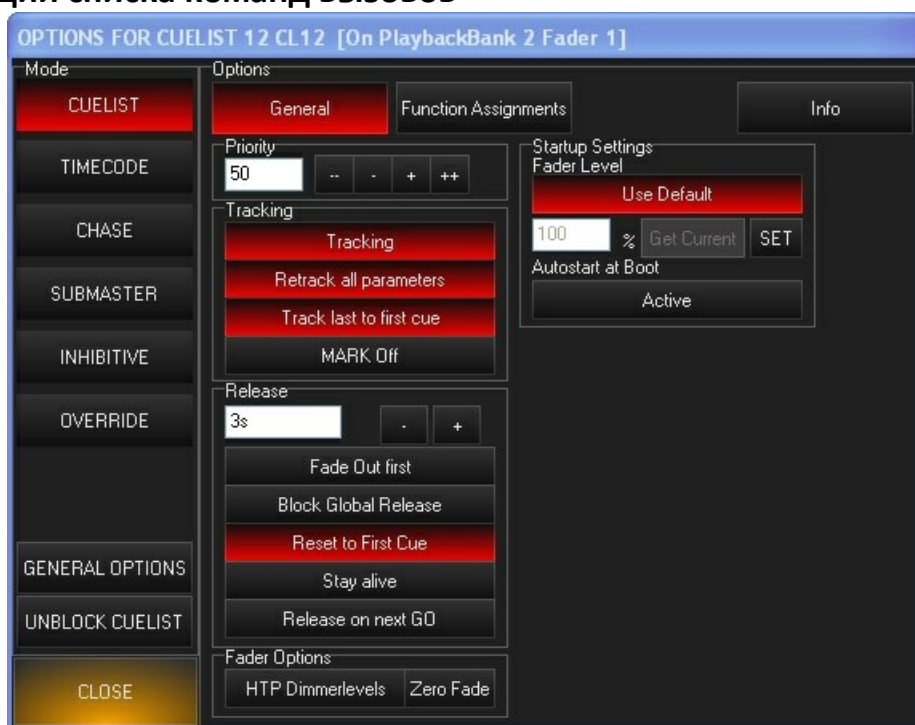 списка команд вызовов
OPTIONS FOR CUELIST 12 CL12 [On PlaybackBank 2 Fader 1]
Mode
CUELIST
TIMECODE
CHASE
SUBMASTER
INHIBITIVE
OVERRIDE
GENERAL OPTIONS
UNBLOCK CUELIST
CLOSE
Options
General Function Assignments Info
Priority
50 -- - + ++
Tracking
Tracking
Retrack all parameters
Track last to first cue
MARK Off
Release
3s - +
Fade Out first
Block Global Release
Reset to First Cue
Stay alive
Release on next GO
Fader Options
HTP Dimmerlevels Zero Fade
Startup Settings
Fader Level
Use Default
100 % Get Current SET
Autostart at Boot
Active